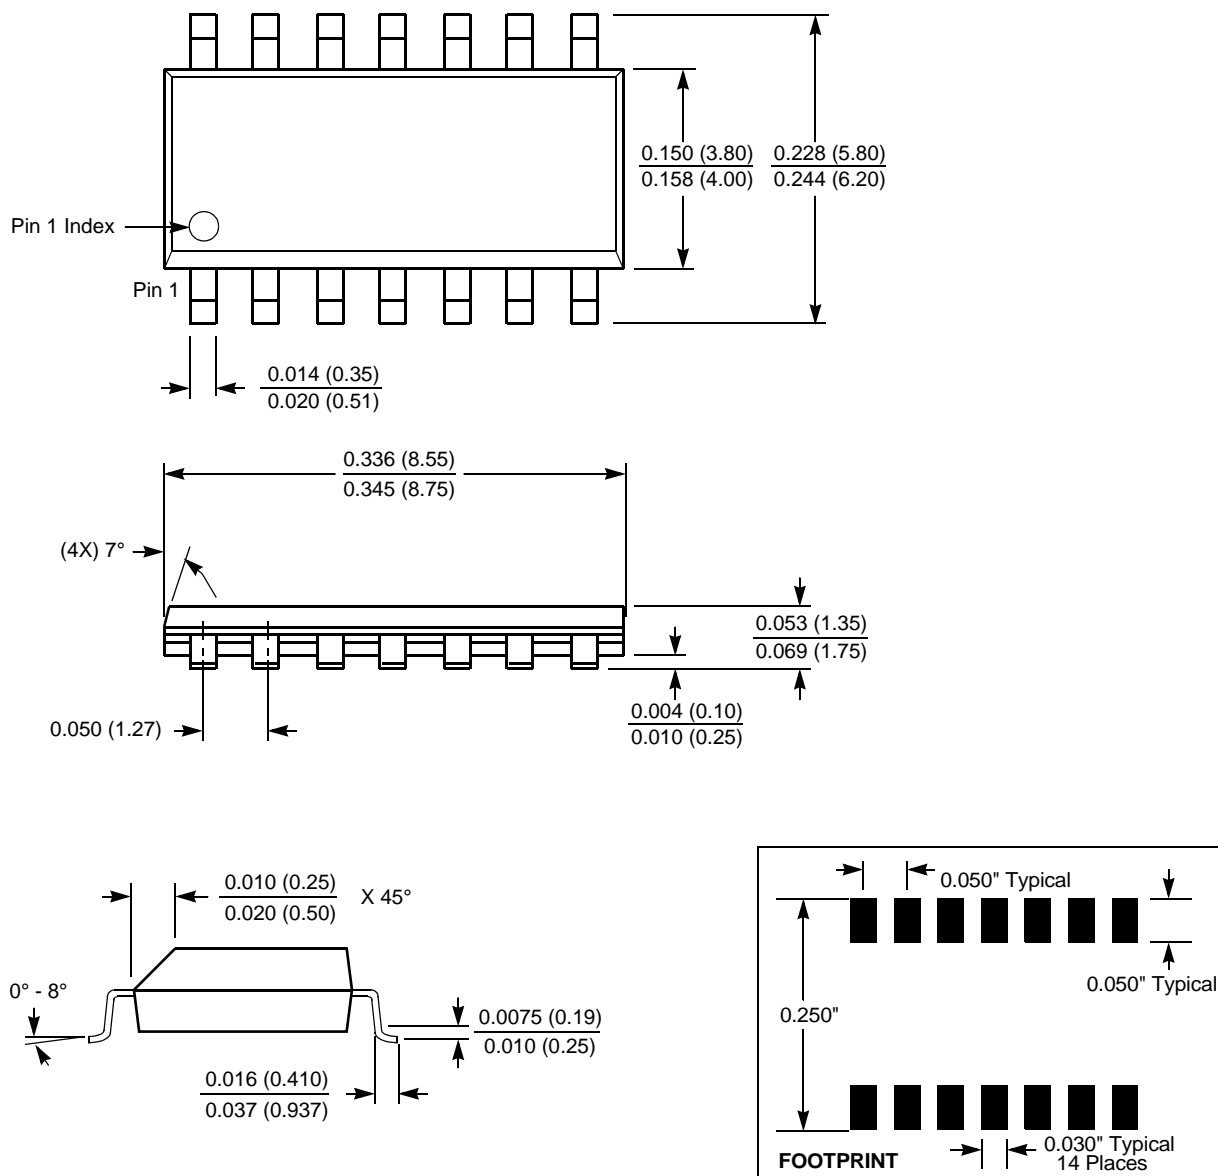 0.150 (3.80)
0.158 (4.00)
0.228 (5.80)
0.244 (6.20)
Pin 1 Index
Pin 1
0.014 (0.35)
0.020 (0.51)
0.336 (8.55)
0.345 (8.75)
(4X) 7°
0.053 (1.35)
0.069 (1.75)
0.050 (1.27)
0.004 (0.10)
0.010 (0.25)
0.010 (0.25)
0.020 (0.50)
X 45°
0° - 8°
0.0075 (0.19)
0.010 (0.25)
0.016 (0.410)
0.037 (0.937)
0.050" Typical
0.050" Typical
0.250"
0.030" Typical
14 Places
FOOTPRINT